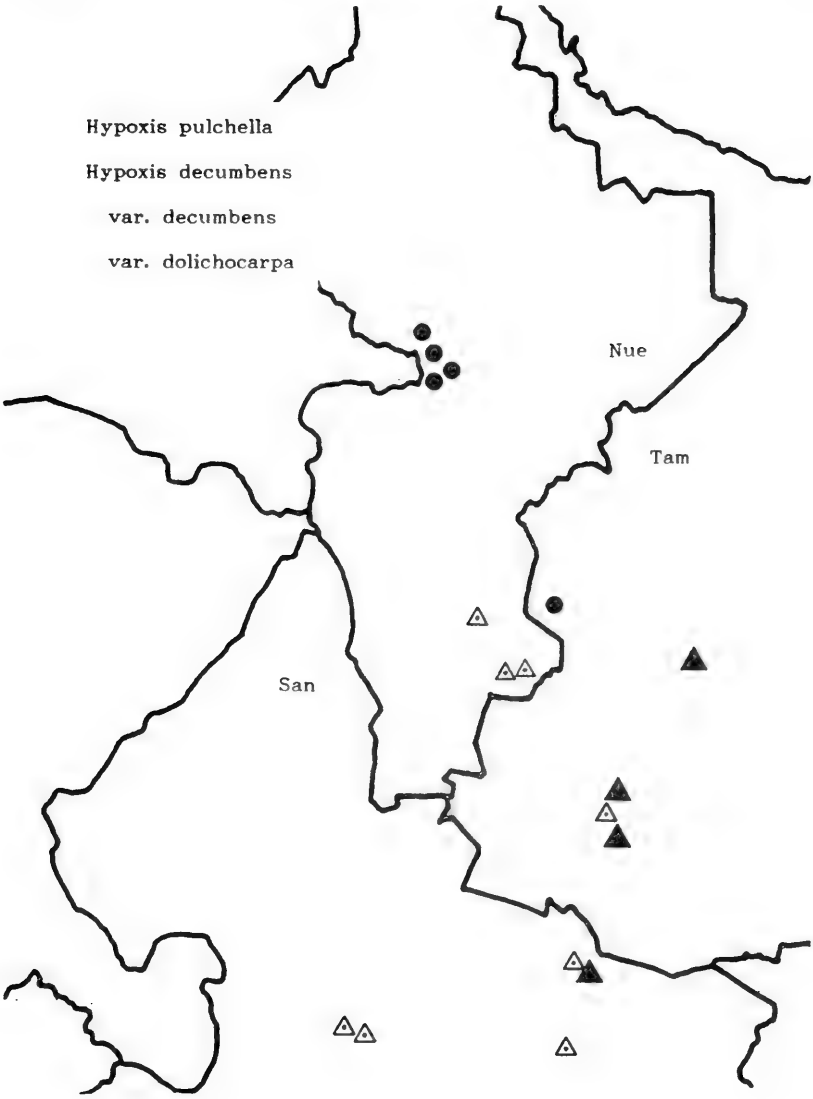 Hypoxis pulchella
Hypoxis decumbens
var. decumbens
var. dolichocarpa
Nue
Tam
San